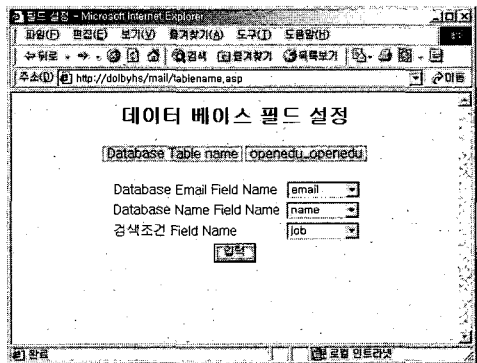 필드 설정 - Microsoft Internet Explorer
파일(F) 편집(E) 보기(V) 즐겨찾기(A) 도구(T) 도움말(H)
뒤로 검색 즐겨찾기 목록보기
주소(D) http://dolbyhs/mail/tablename.asp 이동
데이터 베이스 필드 설정
Database Table name openedu_openedu
Database Email Field Name email
Database Name Field Name name
검색조건 Field Name job
입력
완료 로컬 인트라넷